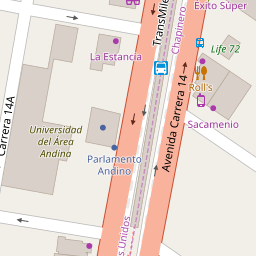 Éxito Súper
TransMile
Chapinero
Life 72
La Estancia
Roll's
Sacamenio
Avenida Carrera 14
Carrera 14A
Universidad
del Área
Andina
Parlamento
Andino
s Unidos